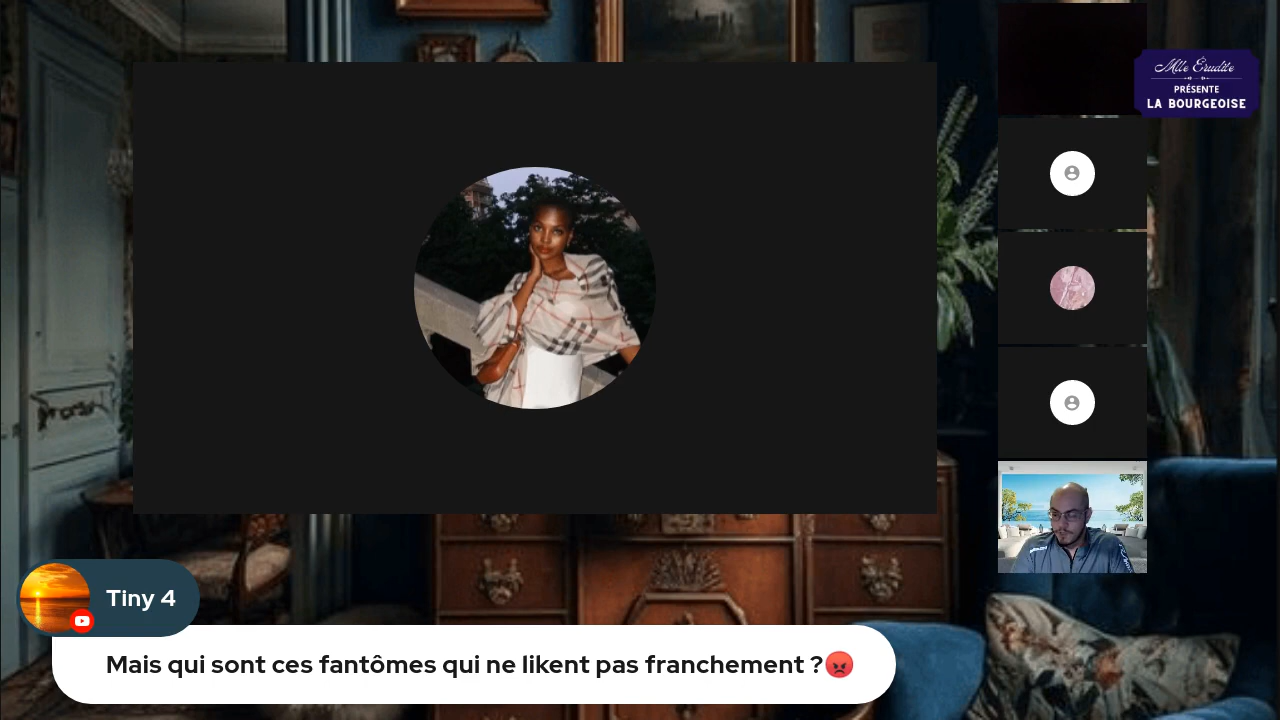 Mlle Erudite
PRÉSENTE
LA BOURGEOISE
Tiny 4
Mais qui sont ces fantômes qui ne likent pas franchement ?😡